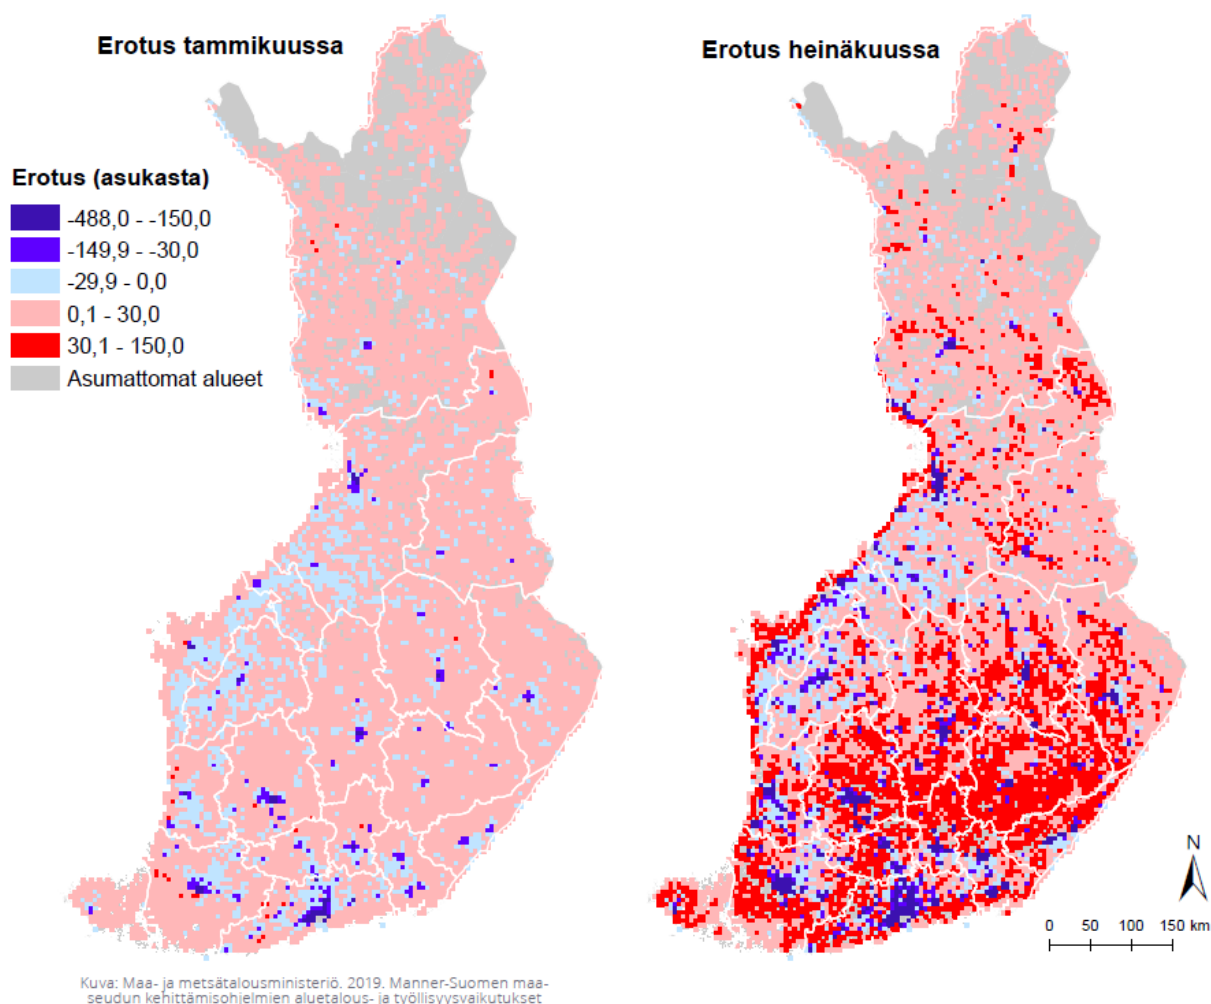 Erotus tammikuussa
Erotus heinäkuussa
Erotus (asukasta)
-488,0 - -150,0
-149,9 - -30,0
-29,9 - 0,0
0,1 - 30,0
30,1 - 150,0
Asumattomat alueet
N
0 50 100 150 km
Kuva: Maa- ja metsätalousministeriö. 2019. Manner-Suomen maa-
seudun kehittämisohjelmien aluetalous- ja työllisyysvaikutukset